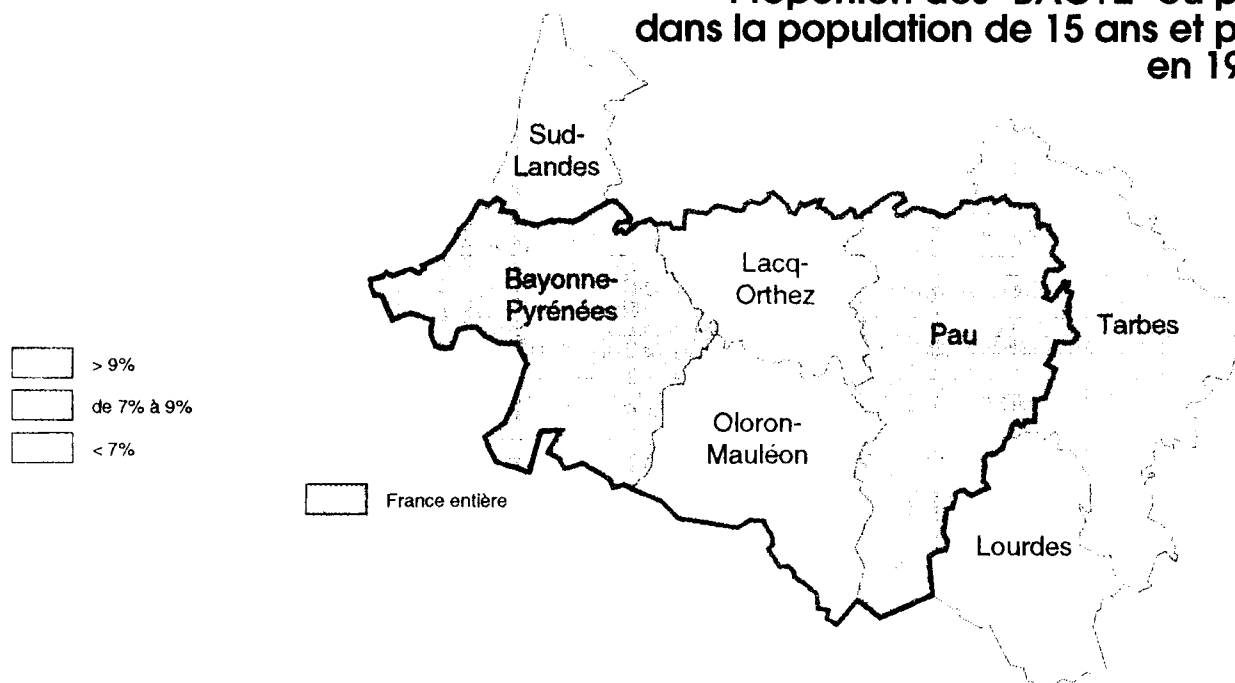 dans la population de 15 ans et p
en 19
Sud-
Landes
Bayonne-
Pyrénées
Lacq-
Orthez
Pau
Tarbes
> 9%
de 7% à 9%
< 7%
Oloron-
Mauléon
France entière
Lourdes